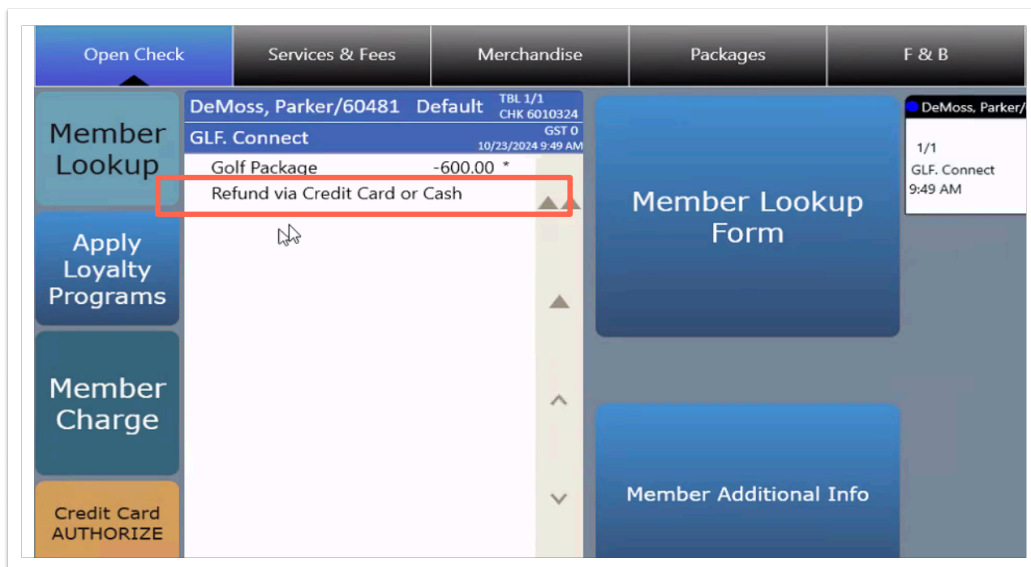 Open Check
Services & Fees
Merchandise
Packages
F & B
Member
Lookup
Apply
Loyalty
Programs
Member
Charge
Credit Card
AUTHORIZE
DeMoss, Parker/60481 Default TBL 1/1
CHK 6010324
GLF. Connect GST 0
10/23/2024 9:49 AM
Golf Package -600.00 *
Refund via Credit Card or Cash
Member Lookup
Form
Member Additional Info
DeMoss, Parker/
1/1
GLF. Connect
9:49 AM